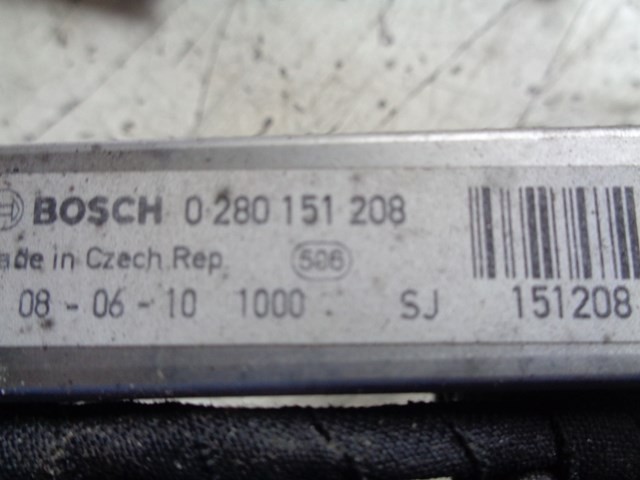 BOSCH 0 280 151 208
ade in Czech Rep. 506
08 - 06 - 10 1000 SJ 151208